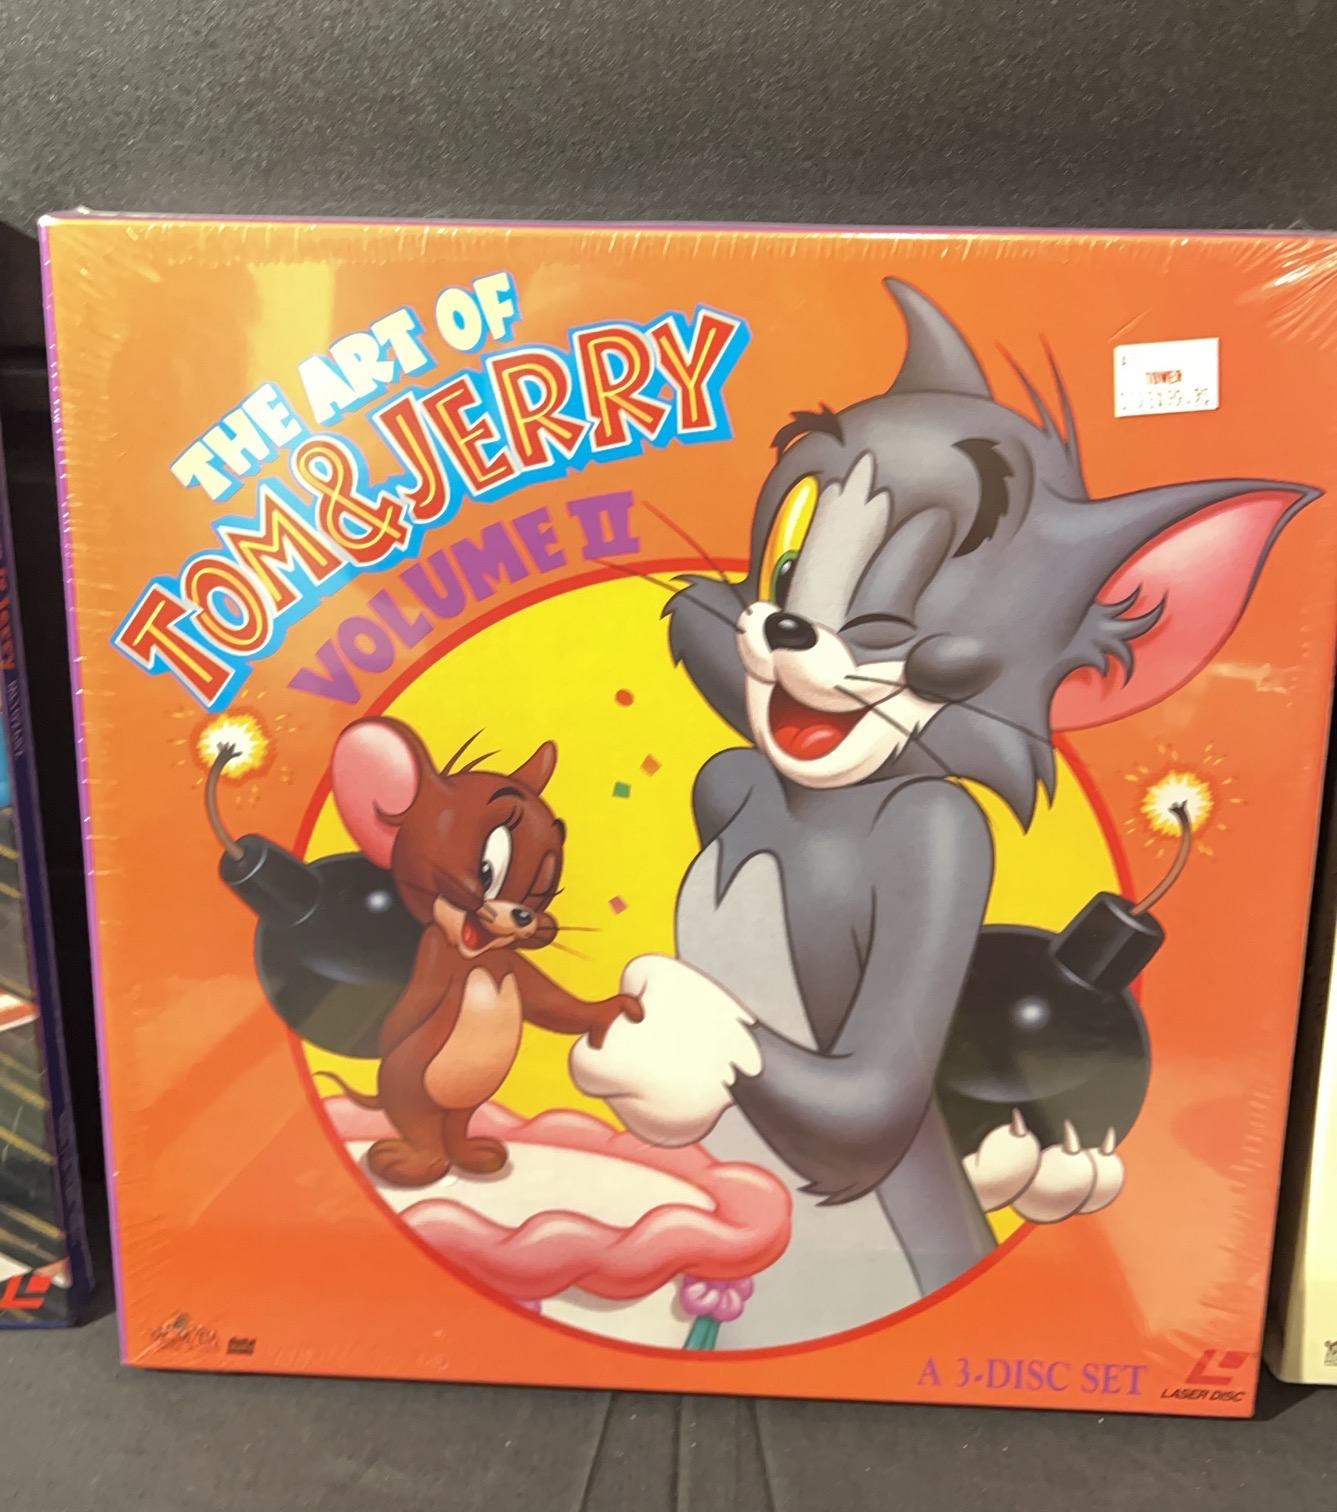 THE ART OF
TOM & JERRY
VOLUME II
TOWER
A 3-DISC SET
LASER DISC